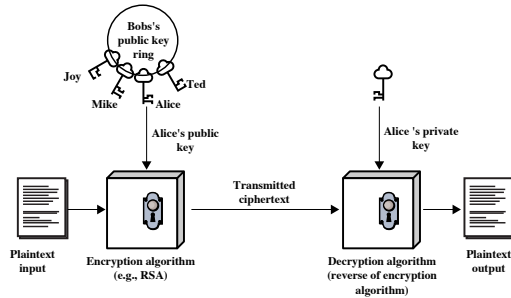 Bobs's
public key
ring
Joy
Ted
Mike
Alice
Alice's public
key
Alice 's private
key
Transmitted
ciphertext
Plaintext
input
Encryption algorithm
(e.g., RSA)
Decryption algorithm
(reverse of encryption
algorithm)
Plaintext
output